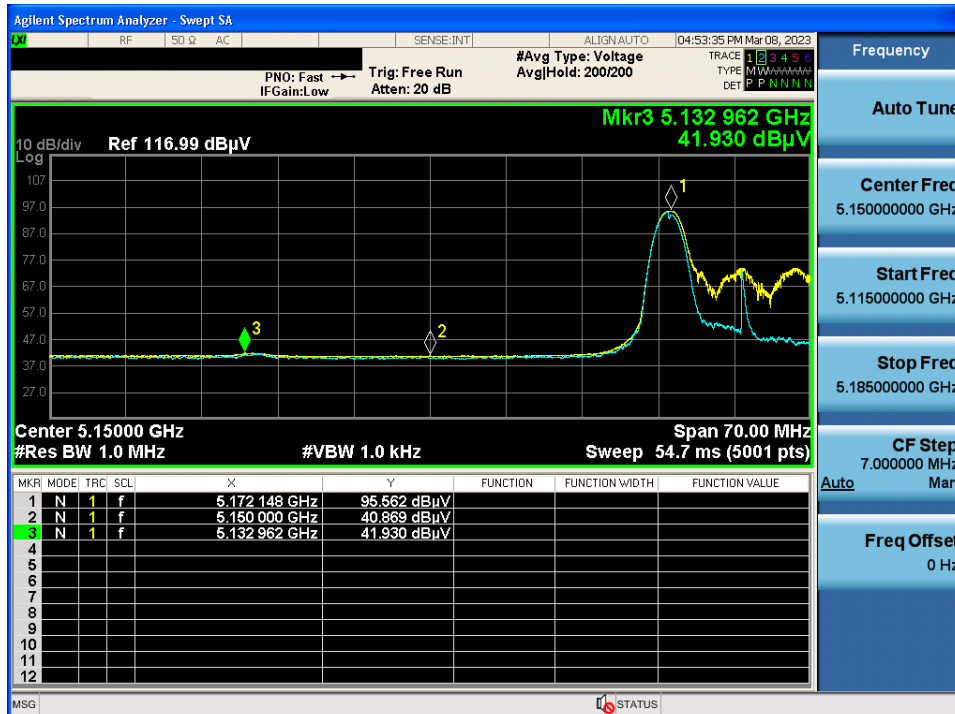 Agilent Spectrum Analyzer - Swept SA
LXI RF 50 Ω AC SENSE:INT ALIGN AUTO 04:53:35 PM Mar 08, 2023
PNO: Fast Trig: Free Run #Avg Type: Voltage TRACE 1 2 3 4 5 6
IFGain:Low Atten: 20 dB Avg|Hold: 200/200 TYPE M W
DET P P N N N N
Mkr3 5.132 962 GHz
41.930 dBµV
10 dB/div Ref 116.99 dBµV
Log
107
97.0
87.0
77.0
67.0
57.0
47.0
37.0
27.0
1
2
3
Center 5.15000 GHz Span 70.00 MHz
#Res BW 1.0 MHz #VBW 1.0 kHz Sweep 54.7 ms (5001 pts)
MKR MODE TRC SCL X Y FUNCTION FUNCTION WIDTH FUNCTION VALUE
1 N 1 f 5.172 148 GHz 95.562 dBµV
2 N 1 f 5.150 000 GHz 40.869 dBµV
3 N 1 f 5.132 962 GHz 41.930 dBµV
4
5
6
7
8
9
10
11
12
MSG STATUS
Frequency
Auto Tune
Center Freq
5.150000000 GHz
Start Freq
5.115000000 GHz
Stop Freq
5.185000000 GHz
CF Step
7.000000 MHz
Auto Man
Freq Offset
0 Hz